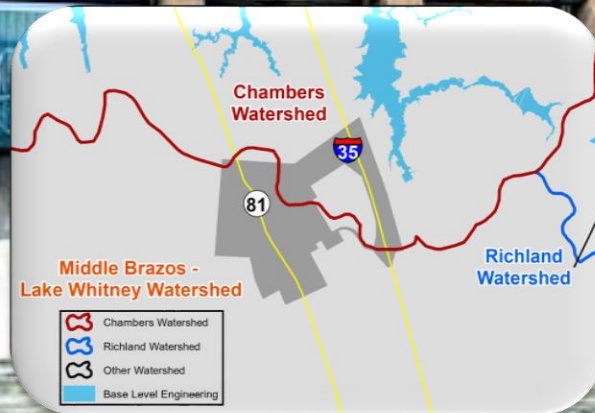 Chambers
Watershed
35
81
Middle Brazos -
Lake Whitney Watershed
Richland
Watershed
Chambers Watershed
Richland Watershed
Other Watershed
Base Level Engineering